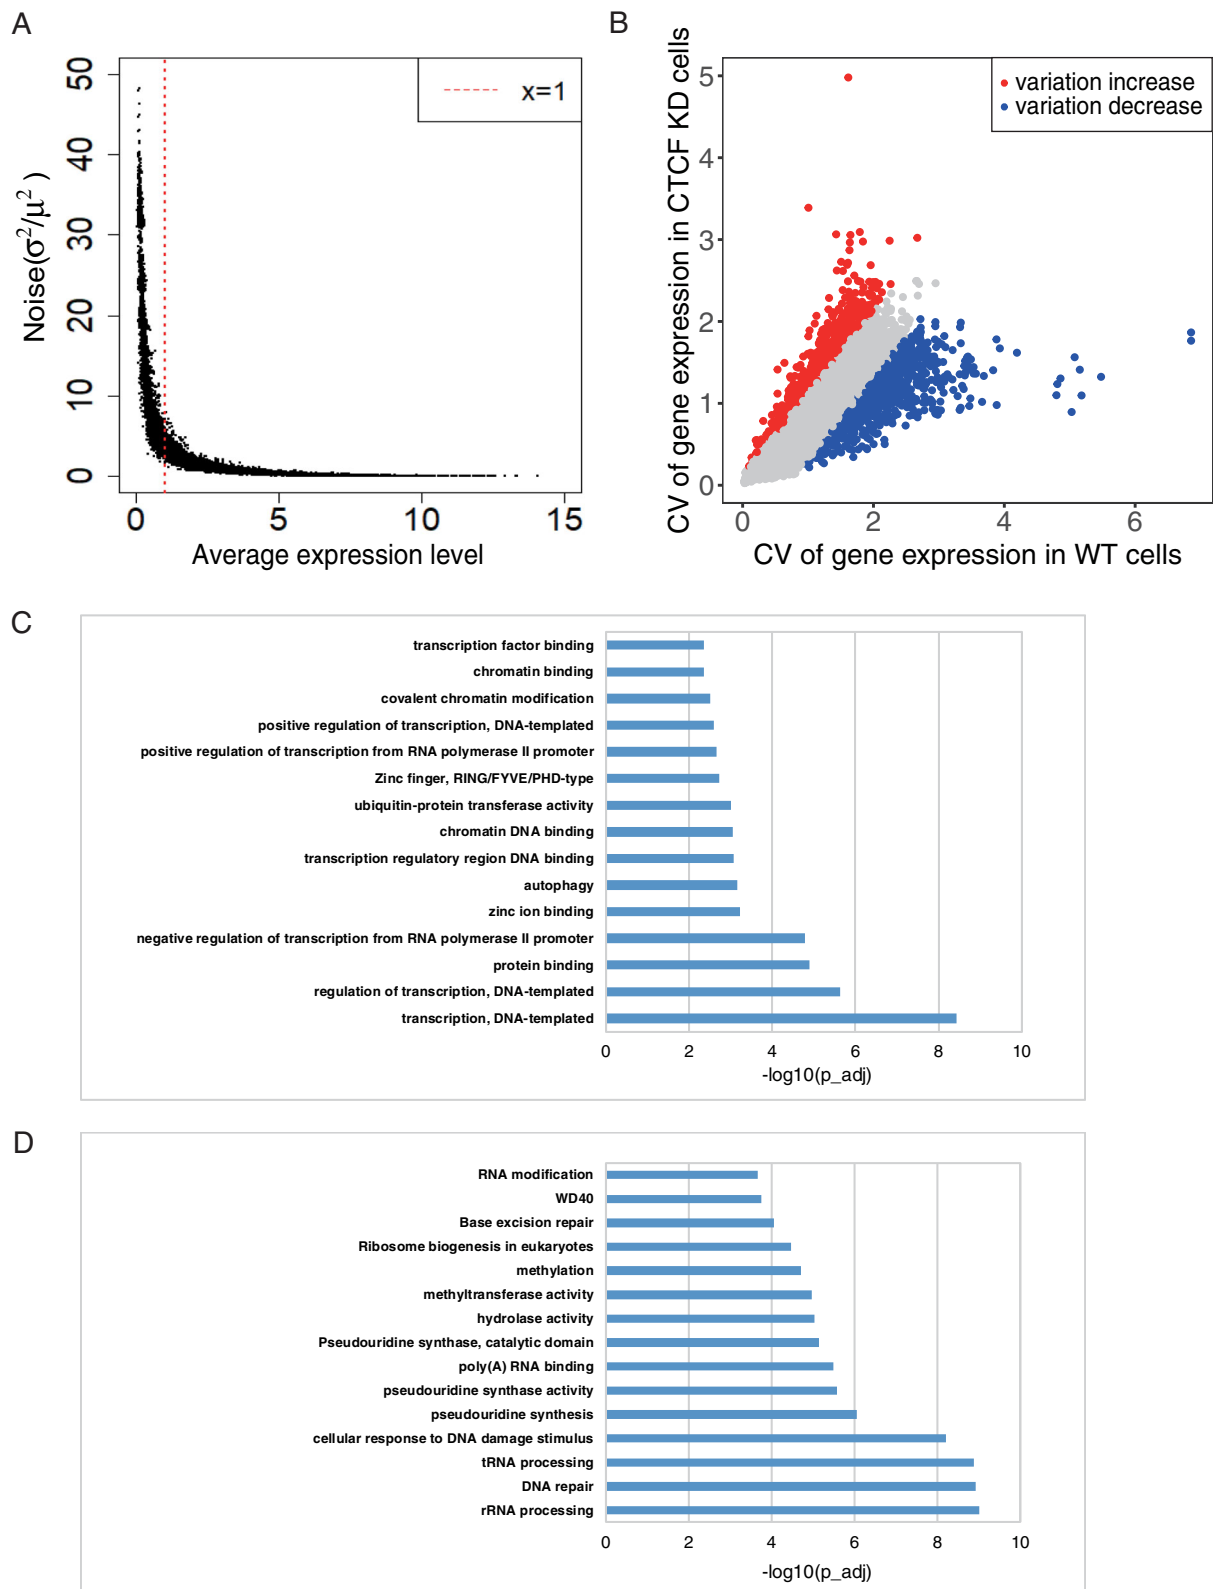 A
Noise(σ²/μ²)
50
40
30
20
10
0
x=1
0 5 10 15
Average expression level
B
CV of gene expression in CTCF KD cells
5
4
3
2
1
0
variation increase
variation decrease
0 2 4 6
CV of gene expression in WT cells
C
transcription factor binding
chromatin binding
covalent chromatin modification
positive regulation of transcription, DNA-templated
positive regulation of transcription from RNA polymerase II promoter
Zinc finger, RING/FYVE/PHD-type
ubiquitin-protein transferase activity
chromatin DNA binding
transcription regulatory region DNA binding
autophagy
zinc ion binding
negative regulation of transcription from RNA polymerase II promoter
protein binding
regulation of transcription, DNA-templated
transcription, DNA-templated
0 2 4 6 8 10
-log10(p_adj)
D
RNA modification
WD40
Base excision repair
Ribosome biogenesis in eukaryotes
methylation
methyltransferase activity
hydrolase activity
Pseudouridine synthase, catalytic domain
poly(A) RNA binding
pseudouridine synthase activity
pseudouridine synthesis
cellular response to DNA damage stimulus
tRNA processing
DNA repair
rRNA processing
0 2 4 6 8 10
-log10(p_adj)